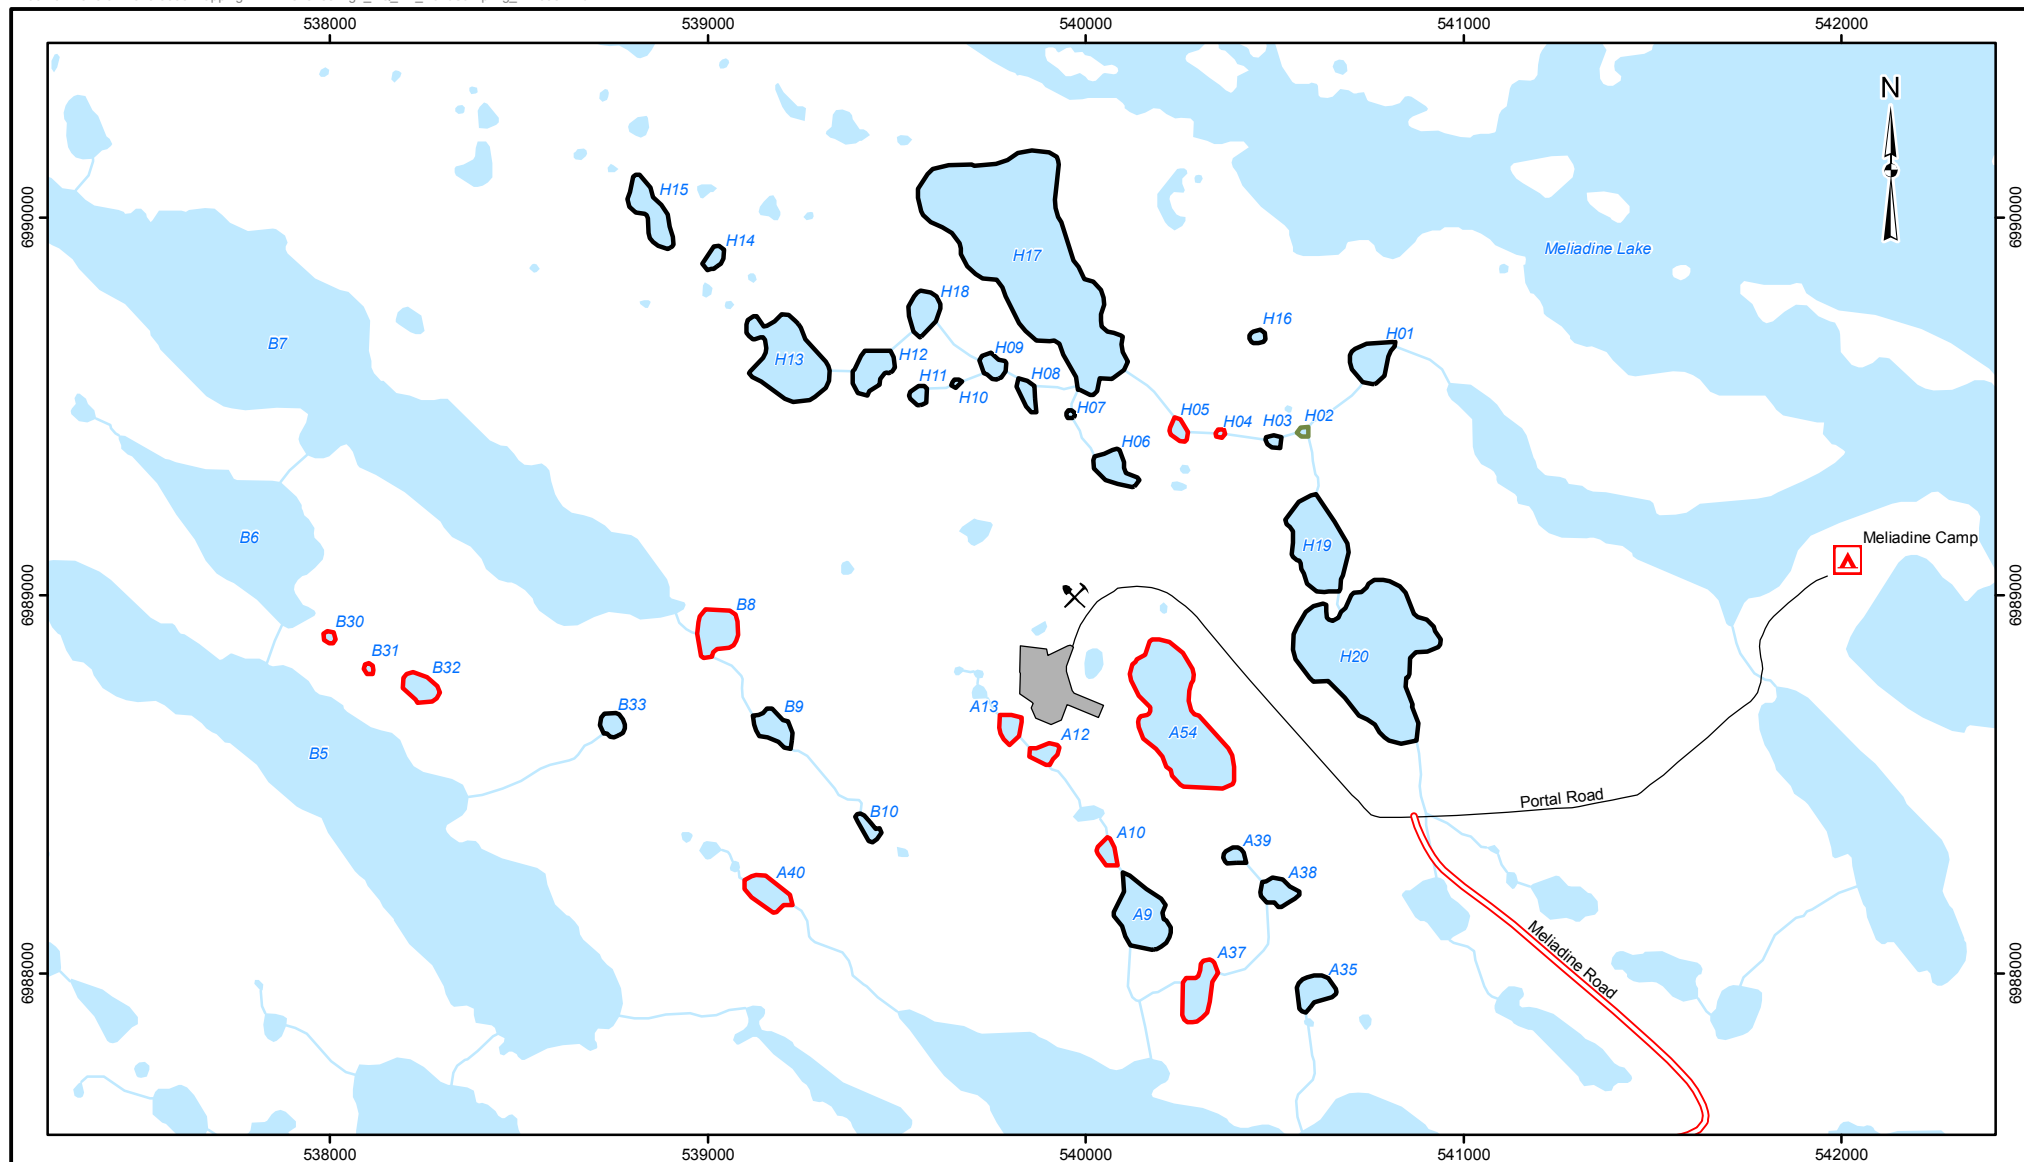 538000
539000
540000
541000
542000
N
6990000
6990000
H15
H14
H17
Meliadine Lake
H18
H16
H01
B7
H13
H12
H09
H11
H08
H10
H07
H05
H04
H03
H02
H06
B6
H19
Meliadine Camp
6989000
6989000
B8
B30
B31
B32
H20
B33
B9
A13
A12
A54
B5
Portal Road
B10
A10
A39
A40
A38
A9
Meliadine Road
A37
A35
6988000
6988000
538000
539000
540000
541000
542000